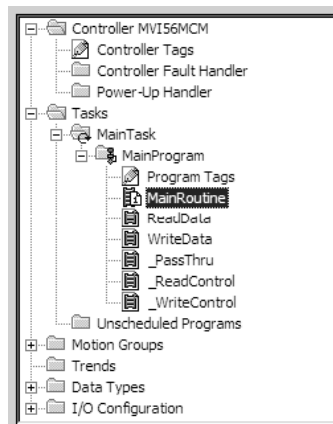 Controller MVI56MCM
Controller Tags
Controller Fault Handler
Power-Up Handler
Tasks
MainTask
MainProgram
Program Tags
MainRoutine
ReadData
WriteData
_PassThru
_ReadControl
_WriteControl
Unscheduled Programs
Motion Groups
Trends
Data Types
I/O Configuration